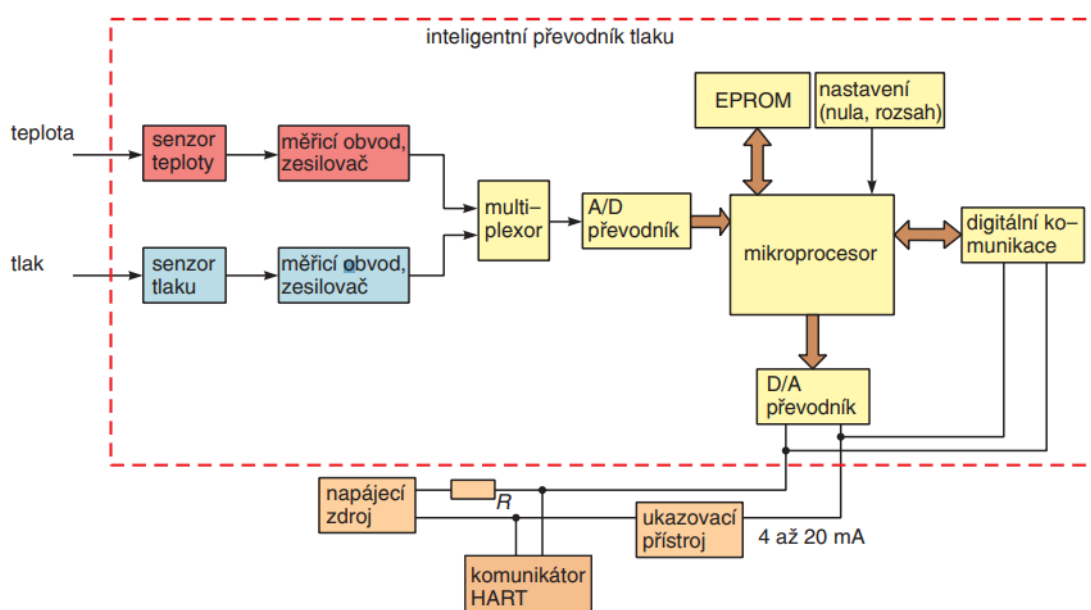 inteligentní převodník tlaku
EPROM
nastavení
(nula, rozsah)
teplota
senzor
teploty
měřicí obvod,
zesilovač
multi–
plexor
A/D
převodník
mikroprocesor
digitální ko–
munikace
tlak
senzor
tlaku
měřicí obvod,
zesilovač
D/A
převodník
napájecí
zdroj
R
ukazovací
přístroj
4 až 20 mA
komunikátor
HART